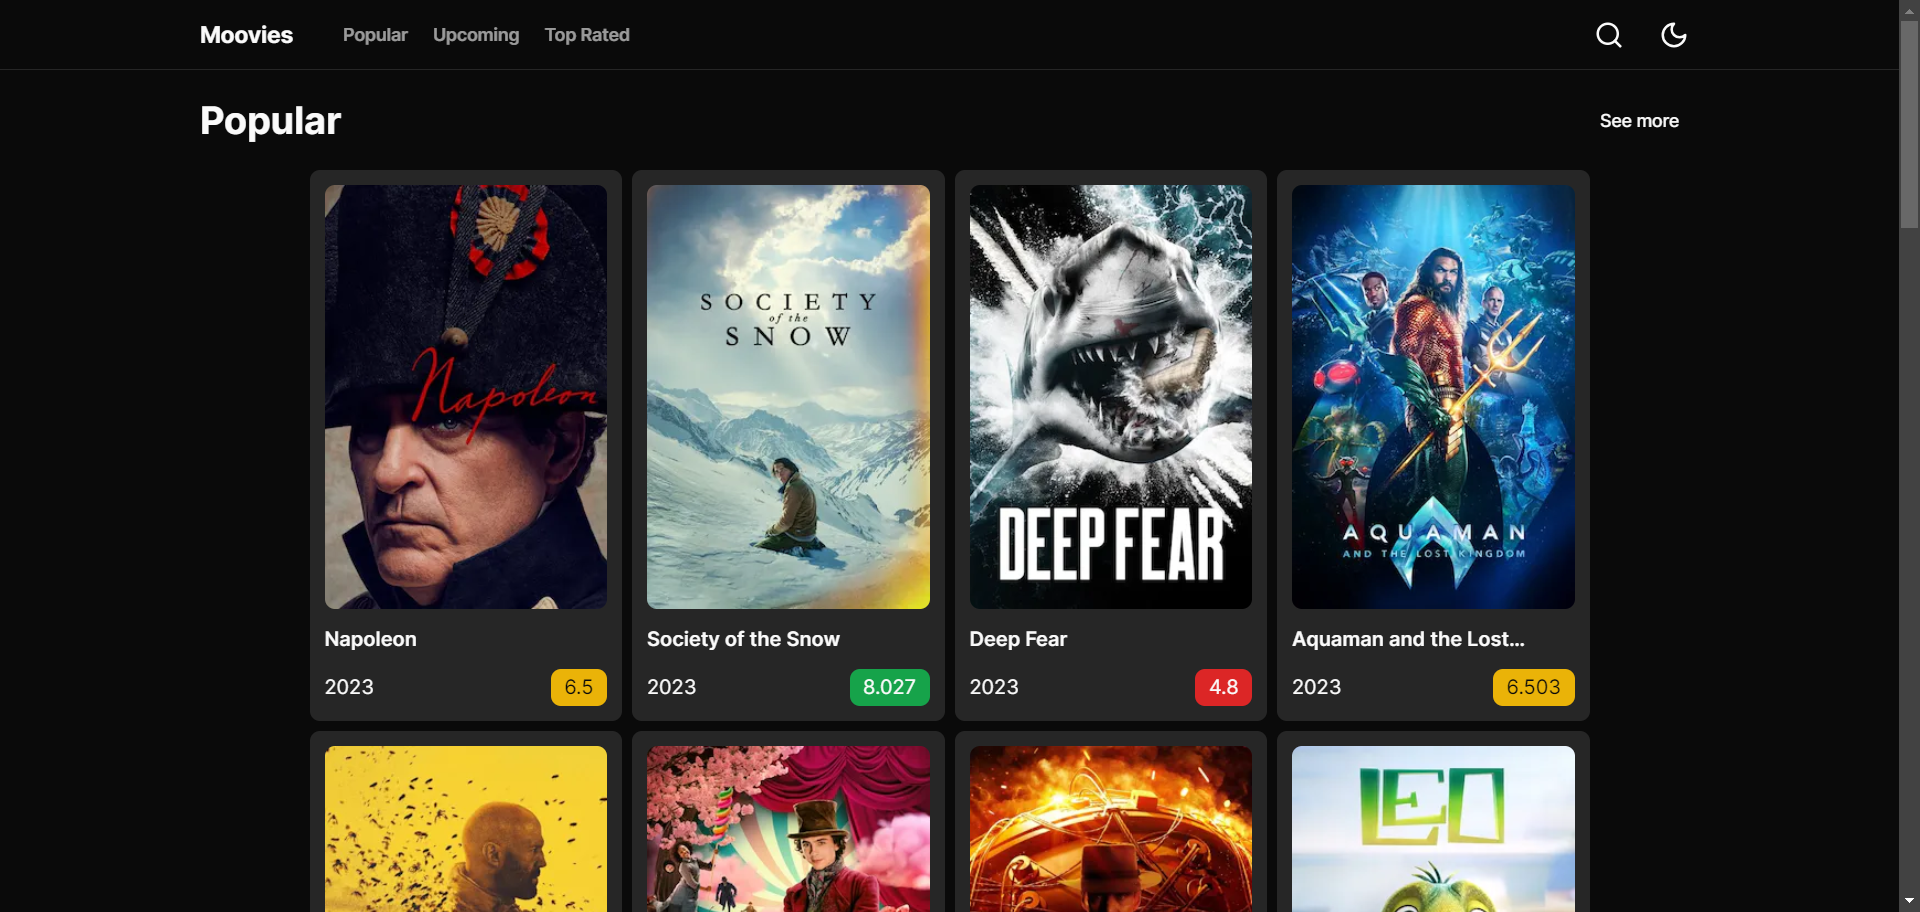 Moovies
Popular
Upcoming
Top Rated
Popular
See more
Napoleon
SOCIETY
of the
SNOW
DEEP FEAR
AQUAMAN
AND THE LOST KINGDOM
Napoleon
Society of the Snow
Deep Fear
Aquaman and the Lost...
2023
6.5
2023
8.027
2023
4.8
2023
6.503
LEO